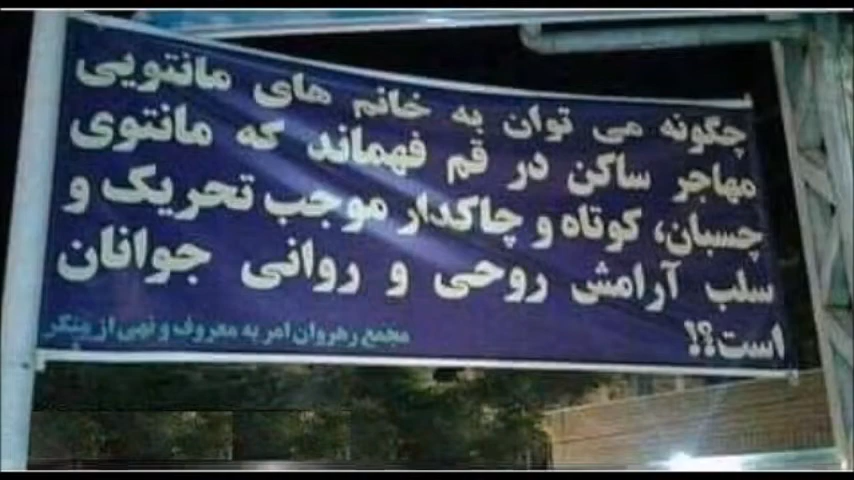 چگونه می توان به خانم های مانتویی
مهاجر ساکن در قم فهماند که مانتوی
چسبان، کوتاه و چاکدار موجب تحریک و
سلب آرامش روحی و روانی جوانان
است؟!
مجمع رهروان امر به معروف و نهی از منکر